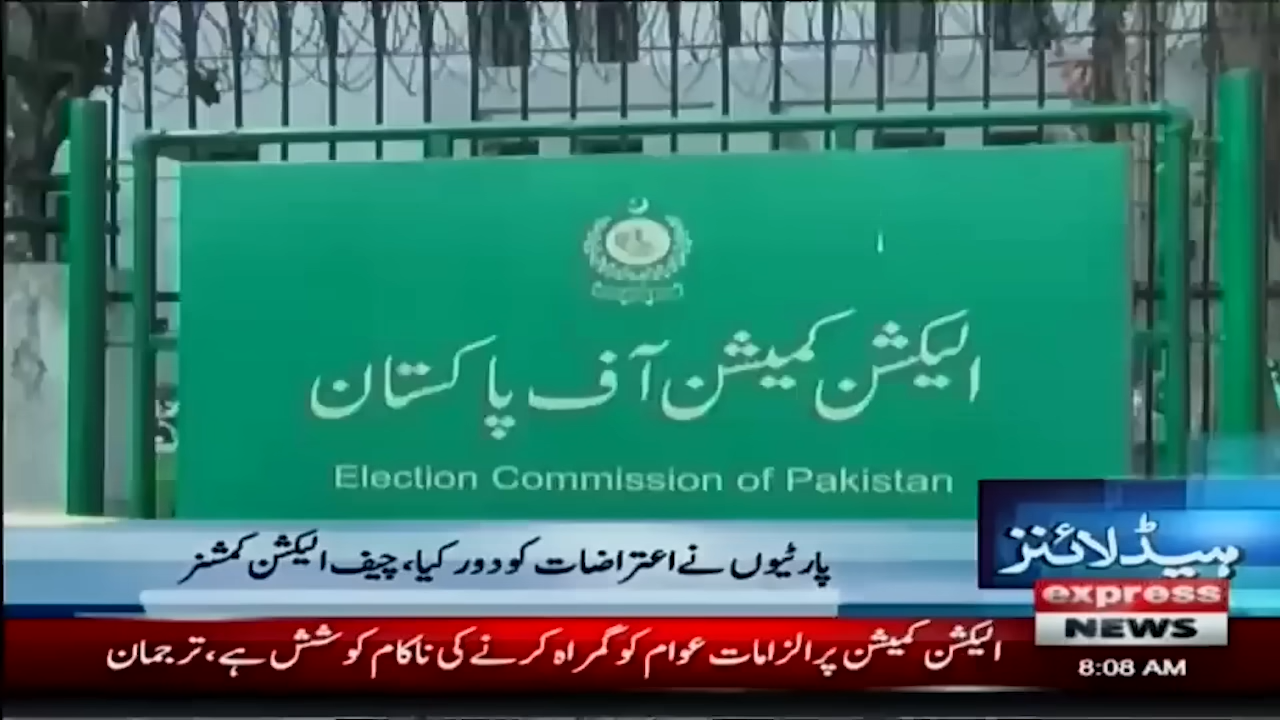 الیکشن کمیشن آف پاکستان
Election Commission of Pakistan
ہیڈلائنز
پارٹیوں نے اعتراضات کو دور کیا، چیف الیکشن کمشنر
express
NEWS
الیکشن کمیشن پر الزامات عوام کو گمراہ کرنے کی ناکام کوشش ہے، ترجمان
8:08 AM